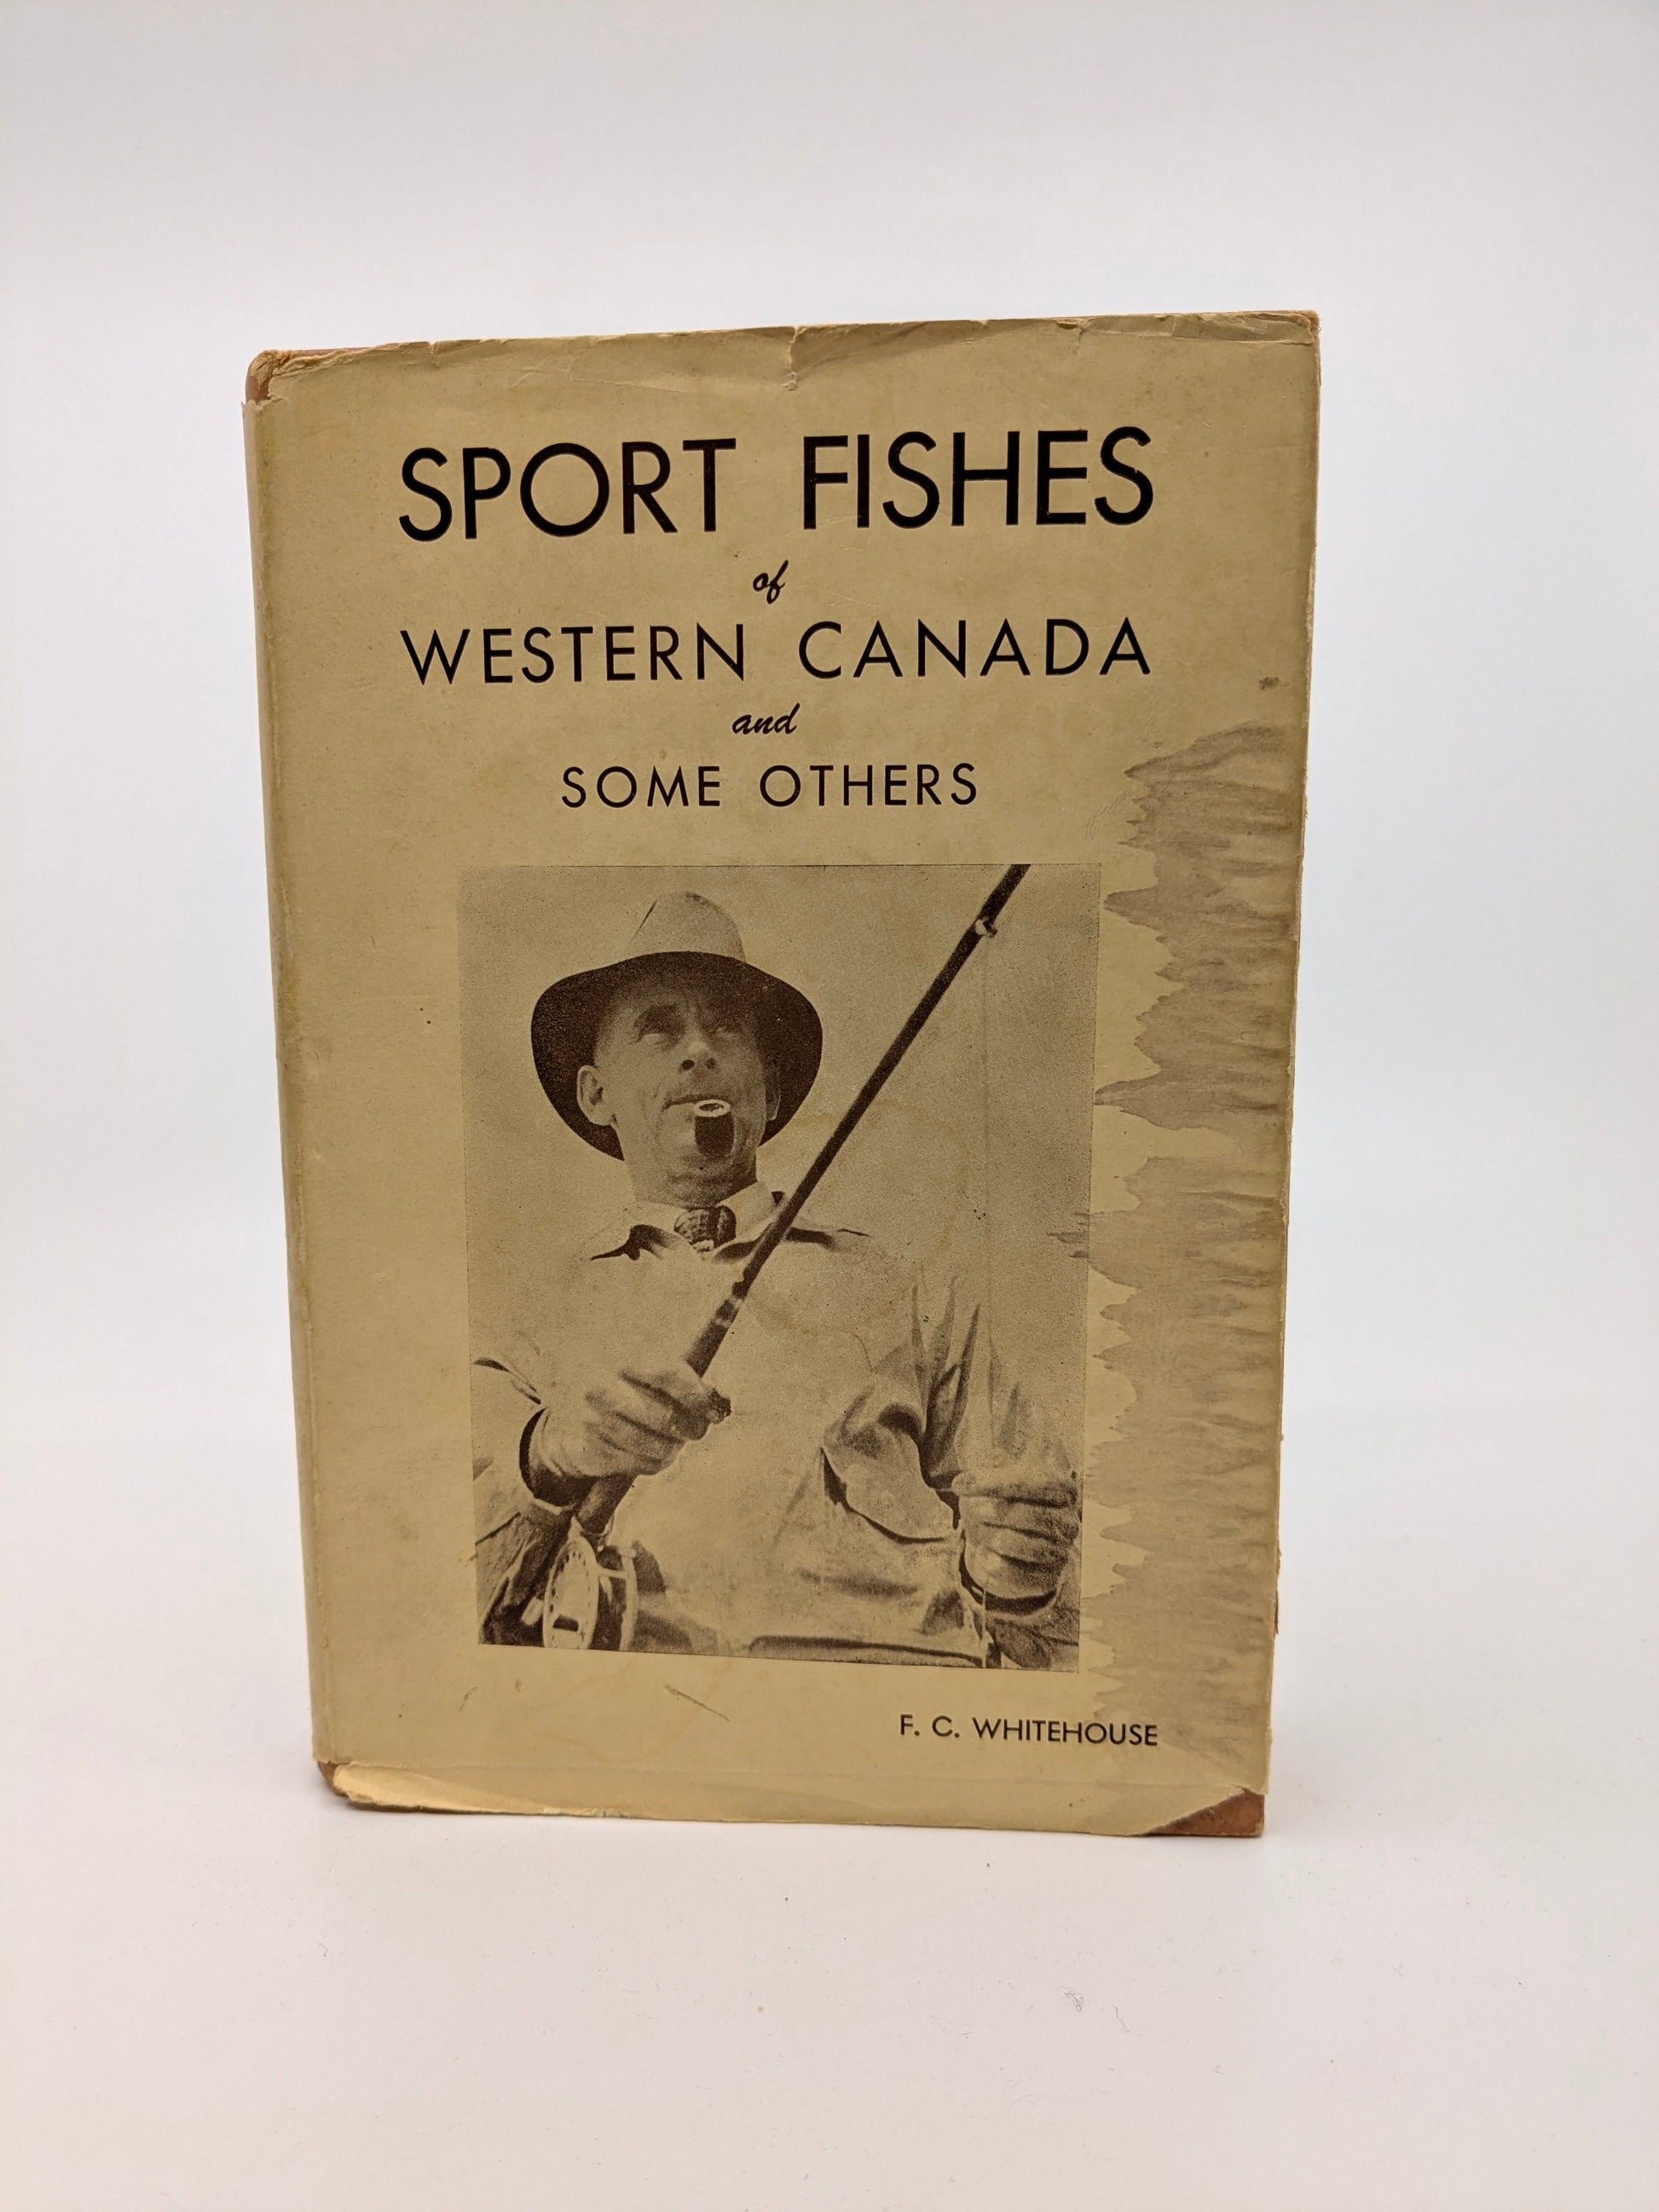 SPORT FISHES
of
WESTERN CANADA
and
SOME OTHERS
F. C. WHITEHOUSE